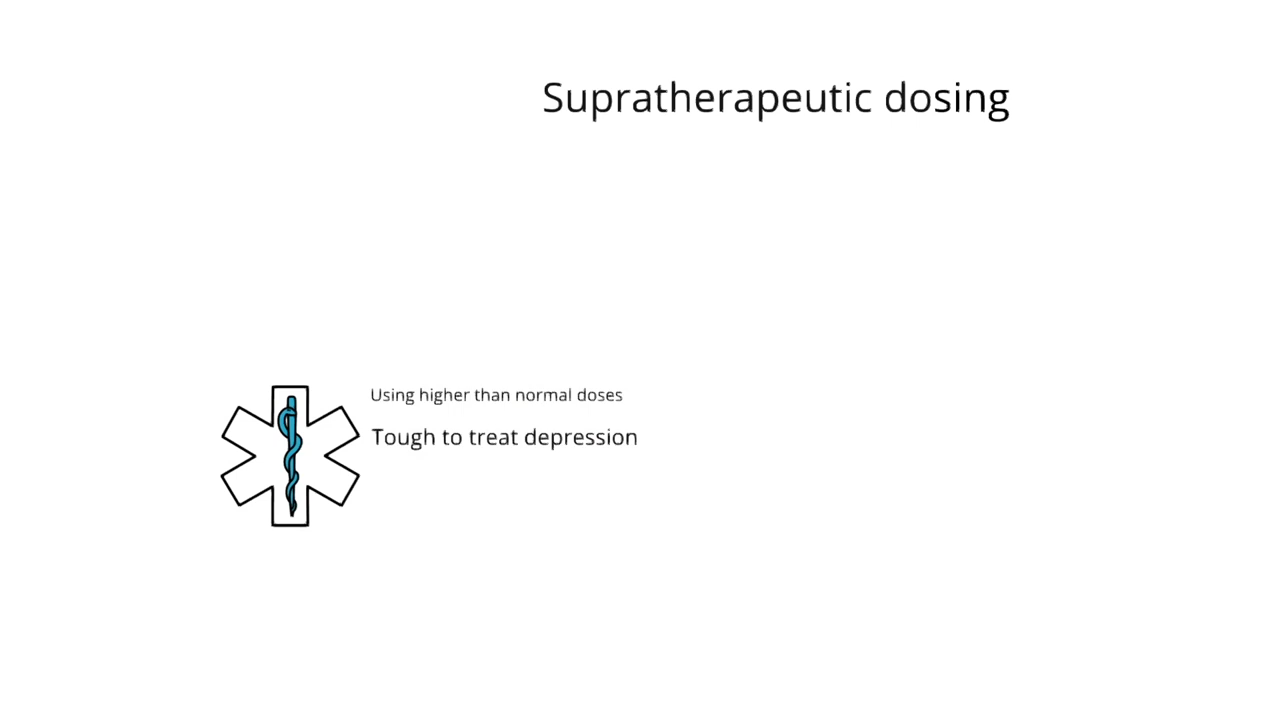 Supratherapeutic dosing
Using higher than normal doses
Tough to treat depression